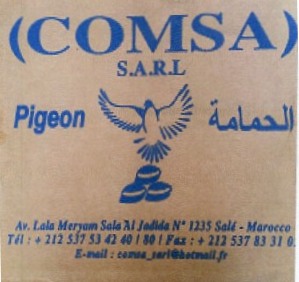 (COMSA)
S.A.R.L
Pigeon الحمامة
Av. Lala Meryam Sala Al Jadida N° 1235 Salé - Maroco
Tél : + 212 537 53 42 40 / 80 / Fax : + 212 537 83 31 0
E-mail : comsa_sarl@hotmail.fr